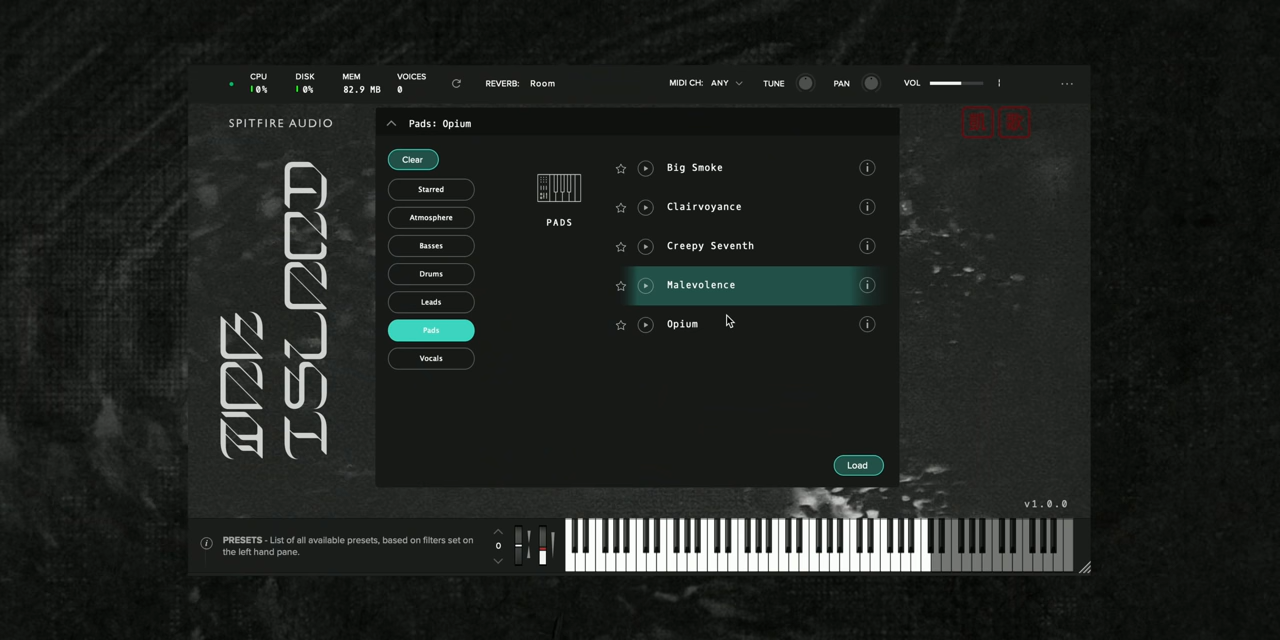 CPU
0%
DISK
0%
MEM
82.9 MB
VOICES
0
REVERB: Room
MIDI CH: ANY
TUNE
PAN
VOL
SPITFIRE AUDIO
THE
ISLAND
Pads: Opium
Clear
Starred
Atmosphere
Basses
Drums
Leads
Pads
Vocals
PADS
Big Smoke
Clairvoyance
Creepy Seventh
Malevolence
Opium
Load
v1.0.0
PRESETS - List of all available presets, based on filters set on
the left hand pane.
0